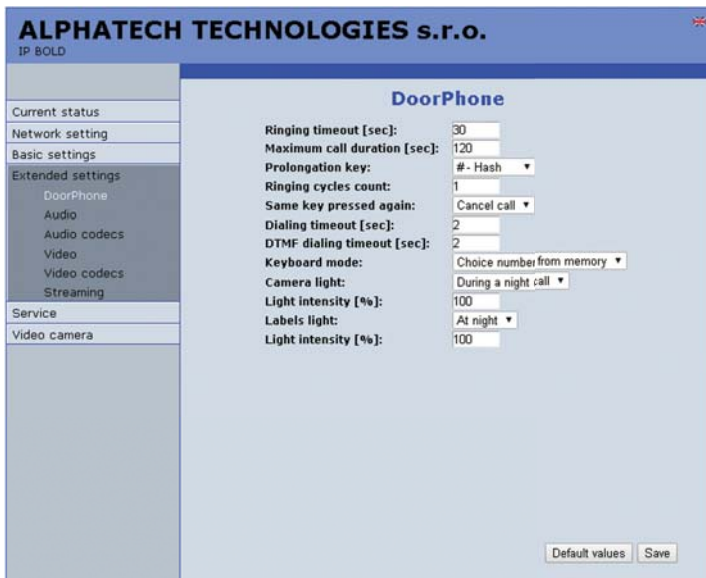 ALPHATECH TECHNOLOGIES s.r.o.
IP BOLD
Current status
Network setting
Basic settings
Extended settings
DoorPhone
Audio
Audio codecs
Video
Video codecs
Streaming
Service
Video camera
DoorPhone
Ringing timeout [sec]: 30
Maximum call duration [sec]: 120
Prolongation key: # - Hash
Ringing cycles count: 1
Same key pressed again: Cancel call
Dialing timeout [sec]: 2
DTMF dialing timeout [sec]: 2
Keyboard mode: Choice number from memory
Camera light: During a night call
Light intensity [%]: 100
Labels light: At night
Light intensity [%]: 100
Default values Save